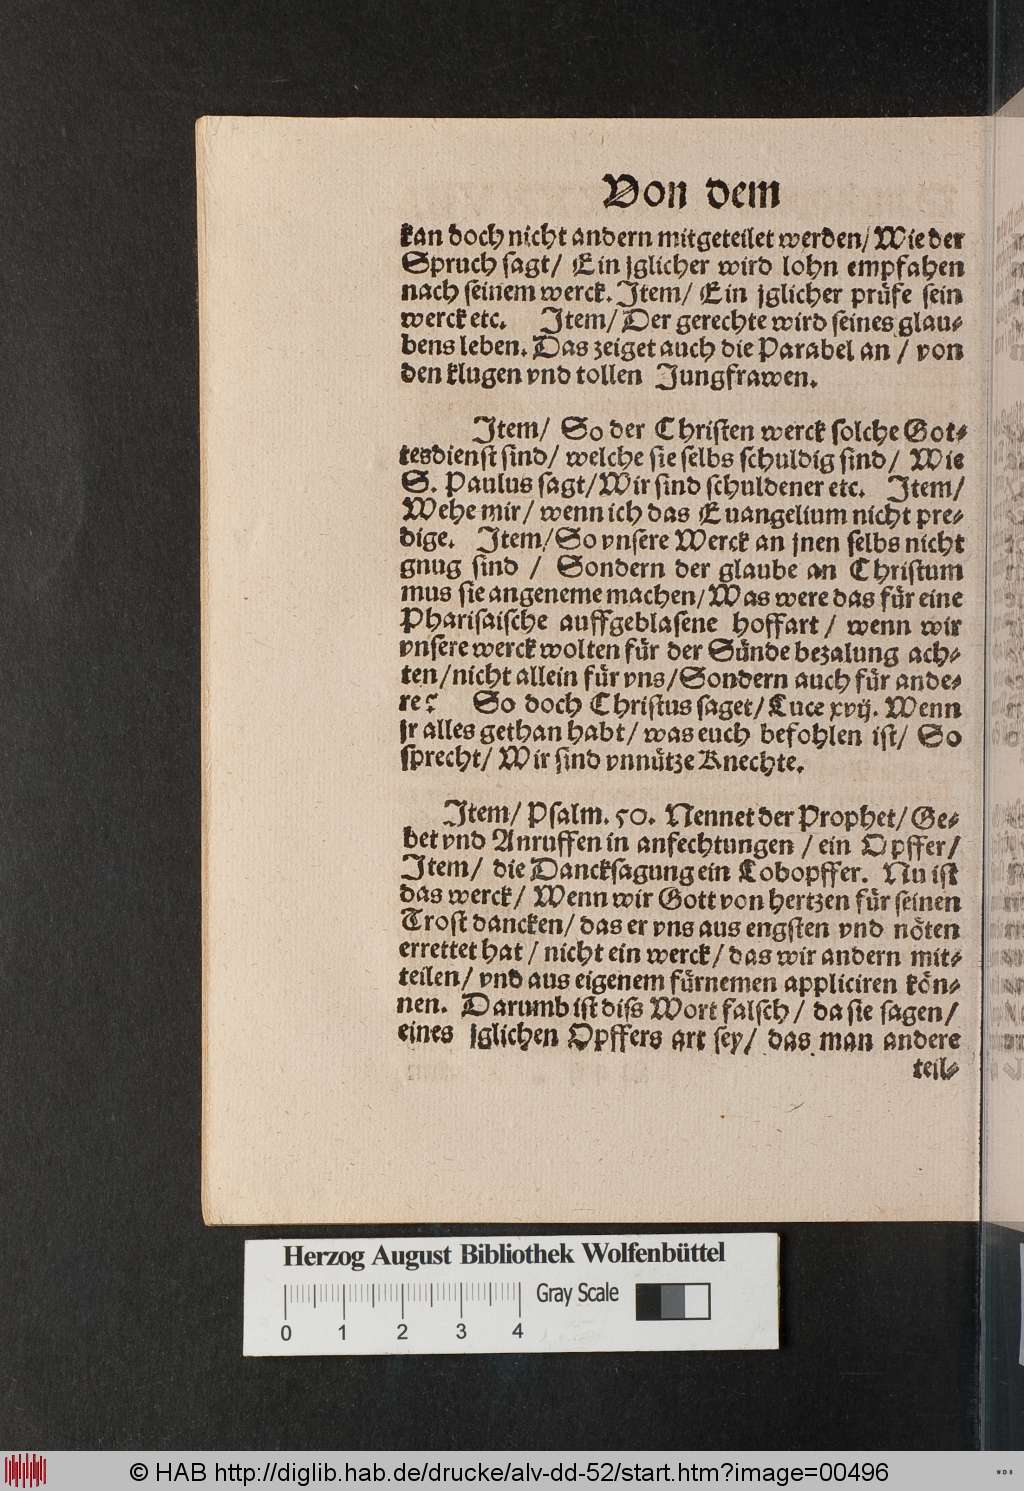 Von dem
kan doch nicht andern mitgeteilet werden/ Wie der
Spruch sagt/ Ein jglicher wird lohn empfahen
nach seinem werck. Item/ Ein jglicher prüfe sein
werck etc. Item/ Der gerechte wird seines glau-
bens leben. Das zeiget auch die Parabel an / von
den klugen vnd tollen Jungfrawen.
Item/ So der Christen werck solche Got-
tesdienst sind/ welche sie selbs schuldig sind/ Wie
S. Paulus sagt/ Wir sind schuldener etc. Item/
Wehe mir/ wenn ich das Euangelium nicht pre-
dige. Item/ So vnsere Werck an jnen selbs nicht
gnug sind / Sondern der glaube an Christum
mus sie angeneme machen/ Was were das für eine
Pharisaische auffgeblasene hoffart / wenn wir
vnsere werck wolten für der Sünde bezalung ach-
ten/ nicht allein für vns/ Sondern auch für ande-
re? So doch Christus saget/ Luce xvij. Wenn
jr alles gethan habt/ was euch befohlen ist/ So
sprecht/ Wir sind vnnütze Knechte.
Item/ Psalm. 50. Nennet der Prophet/ Ge-
bet vnd Anruffen in anfechtungen / ein Opffer/
Item/ die Dancksagung ein Lobopffer. Nu ist
das werck/ Wenn wir Gott von hertzen für seinen
Trost dancken/ das er vns aus engsten vnd nöten
errettet hat / nicht ein werck/ das wir andern mit-
teilen/ vnd aus eigenem fürnemen appliciren kön-
nen. Darumb ist diss Wort falsch/ da sie sagen/
eines jglichen Opffers art sey/ das man andere
teil-
Herzog August Bibliothek Wolfenbüttel
Gray Scale
0 1 2 3 4
© HAB http://diglib.hab.de/drucke/alv-dd-52/start.htm?image=00496
WDB